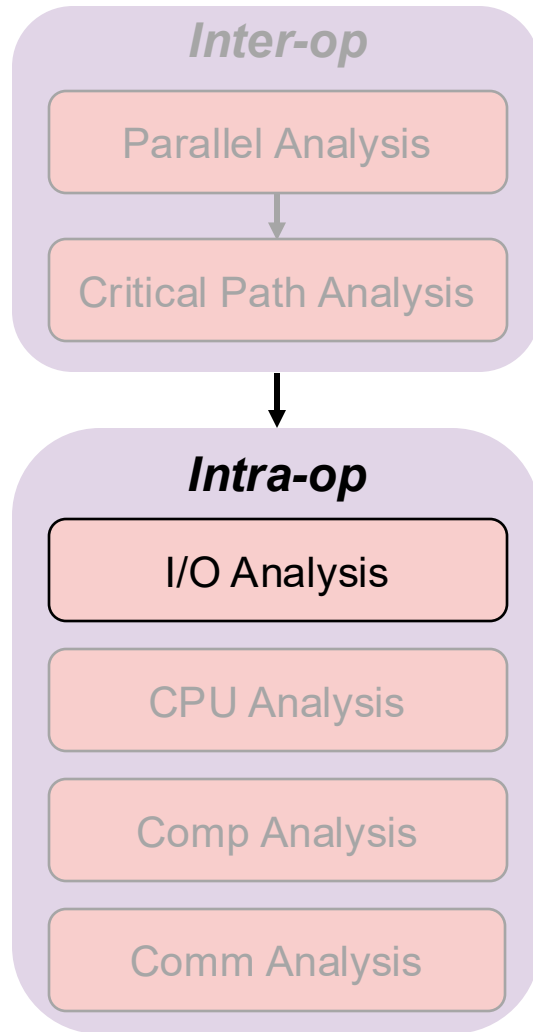 Inter-op
Parallel Analysis
Critical Path Analysis
Intra-op
I/O Analysis
CPU Analysis
Comp Analysis
Comm Analysis